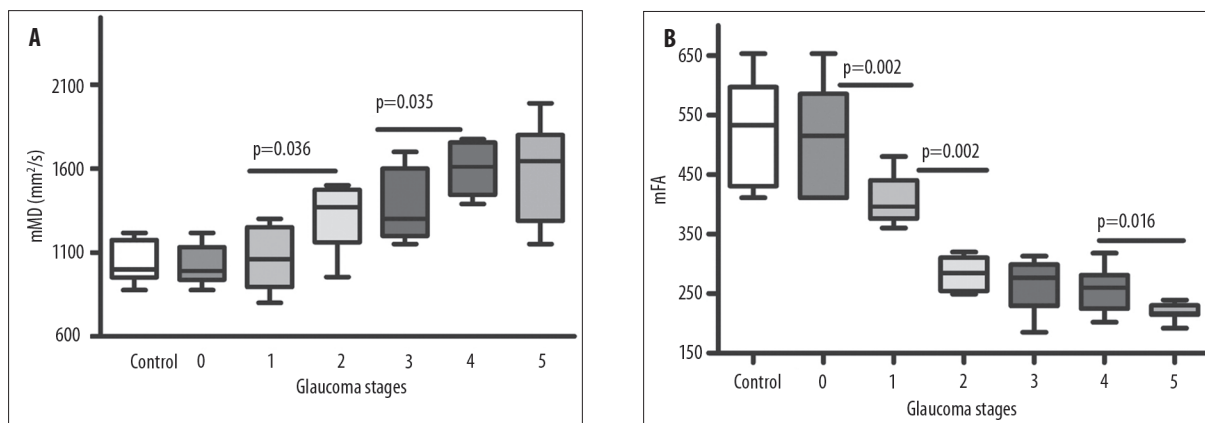 A
mMD (mm²/s)
2100
1600
1100
600
p=0.036
p=0.035
Control 0 1 2 3 4 5
Glaucoma stages
B
mFA
650
550
450
350
250
150
p=0.002
p=0.002
p=0.016
Control 0 1 2 3 4 5
Glaucoma stages